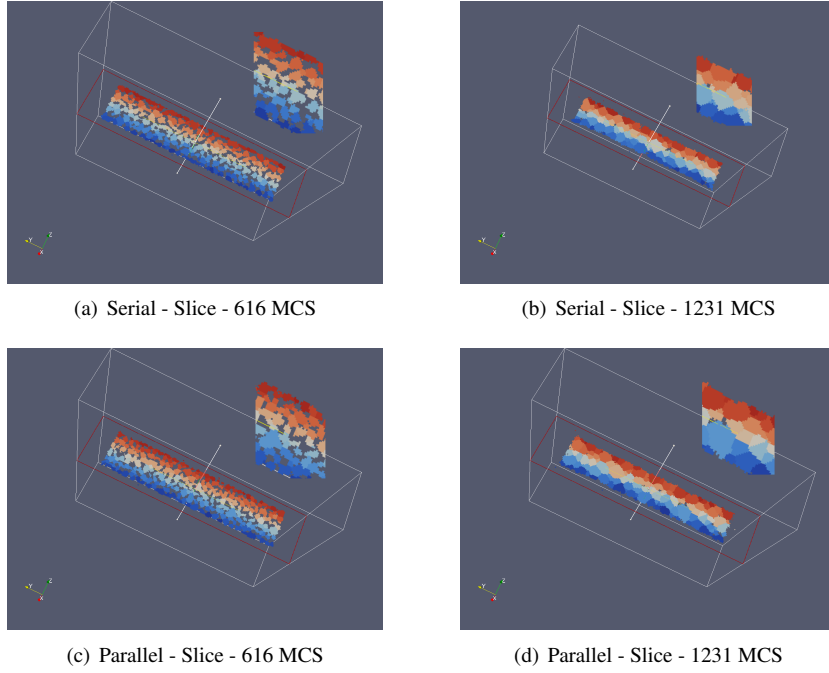 (a) Serial - Slice - 616 MCS
(b) Serial - Slice - 1231 MCS
(c) Parallel - Slice - 616 MCS
(d) Parallel - Slice - 1231 MCS